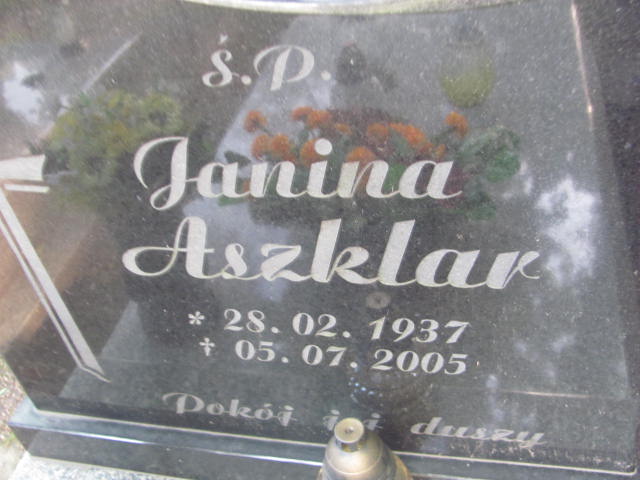 Ś.P.
Janina
Aszklar
* 28.02.1937
† 05.07.2005
Pokój jej duszy